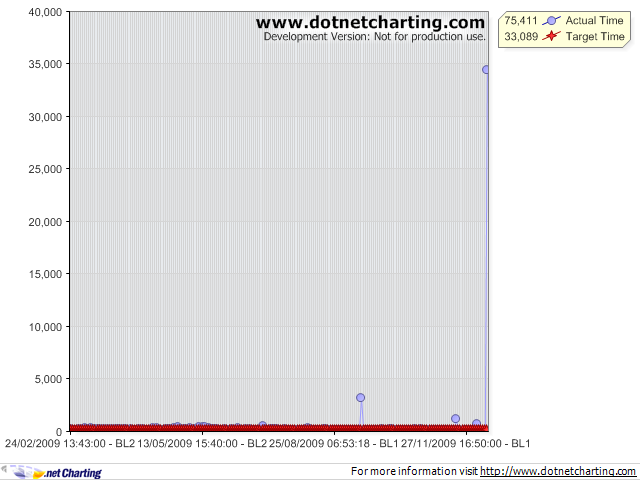 40,000
www.dotnetcharting.com
Development Version: Not for production use.
75,411 Actual Time
33,089 Target Time
35,000
30,000
25,000
20,000
15,000
10,000
5,000
0
24/02/2009 13:43:00 - BL2 13/05/2009 15:40:00 - BL2 25/08/2009 06:53:18 - BL1 27/11/2009 16:50:00 - BL1
.net Charting
For more information visit http://www.dotnetcharting.com